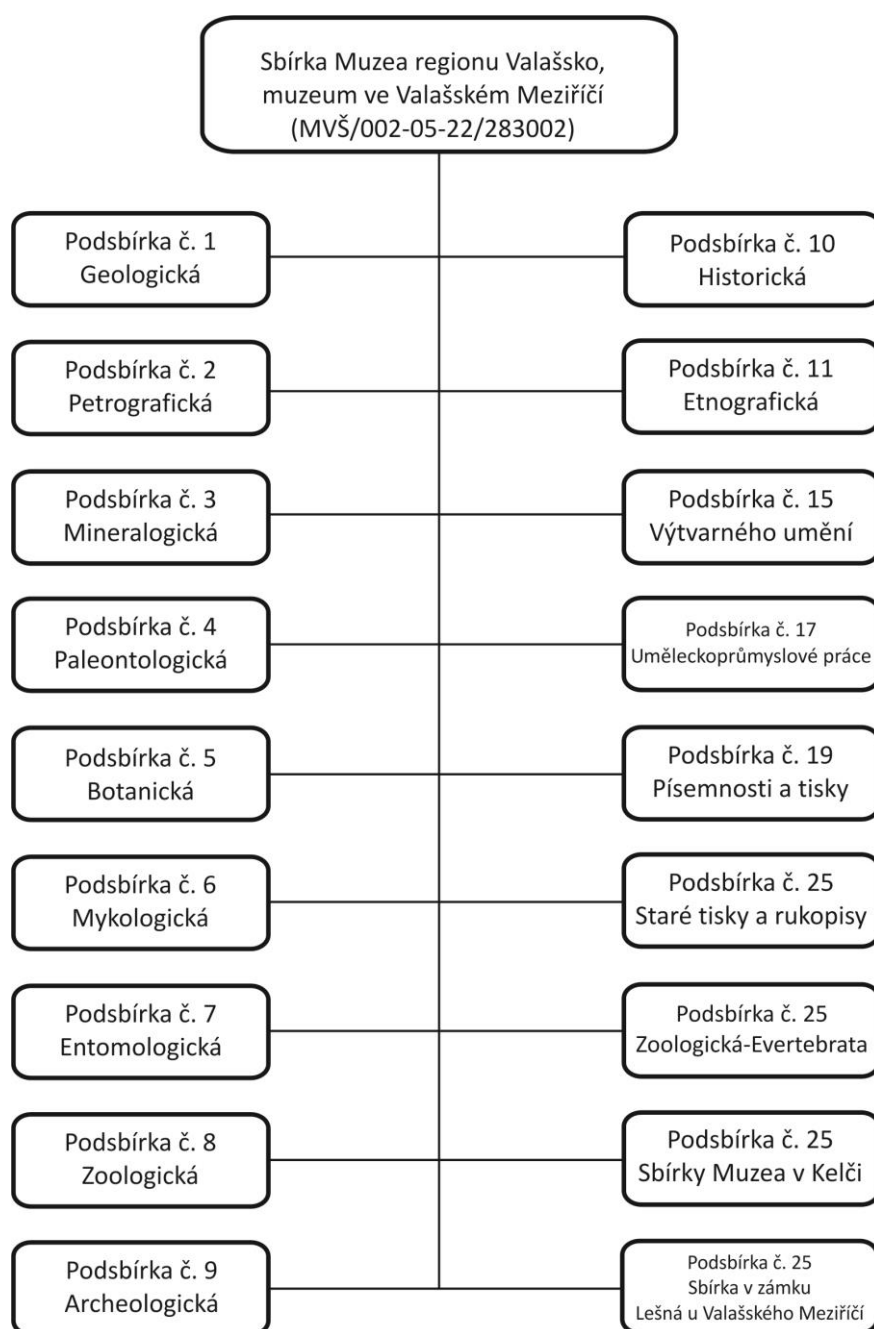 Sbírka Muzea regionu Valašsko,
muzeum ve Valašském Meziříčí
(MVŠ/002-05-22/283002)
Podsbírka č. 1
Geologická
Podsbírka č. 2
Petrografická
Podsbírka č. 3
Mineralogická
Podsbírka č. 4
Paleontologická
Podsbírka č. 5
Botanická
Podsbírka č. 6
Mykologická
Podsbírka č. 7
Entomologická
Podsbírka č. 8
Zoologická
Podsbírka č. 9
Archeologická
Podsbírka č. 10
Historická
Podsbírka č. 11
Etnografická
Podsbírka č. 15
Výtvarného umění
Podsbírka č. 17
Uměleckoprůmyslové práce
Podsbírka č. 19
Písemnosti a tisky
Podsbírka č. 25
Staré tisky a rukopisy
Podsbírka č. 25
Zoologická-Evertebrata
Podsbírka č. 25
Sbírky Muzea v Kelči
Podsbírka č. 25
Sbírka v zámku
Lešná u Valašského Meziříčí